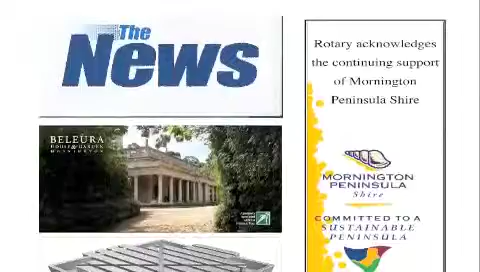 The
News
BELEURA
HOUSE & GARDEN
MORNINGTON
Rotary acknowledges
the continuing support
of Mornington
Peninsula Shire
MORNINGTON
PENINSULA
Shire
COMMITTED TO A
SUSTAINABLE
PENINSULA